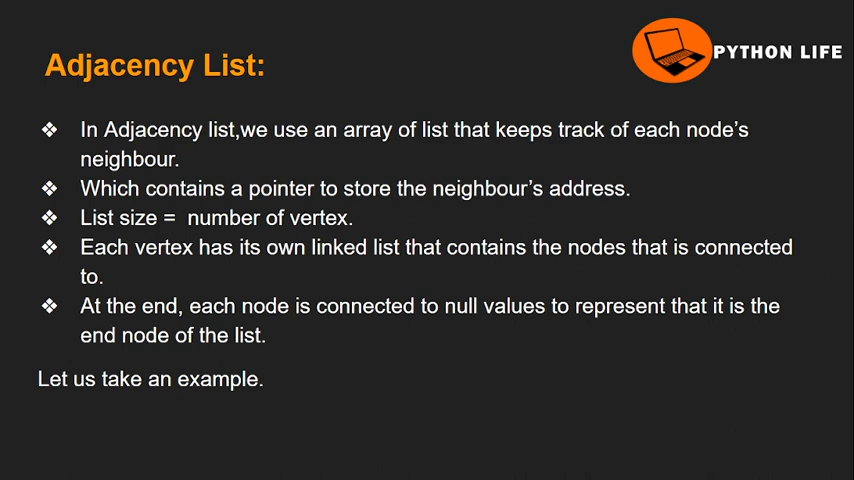 PYTHON LIFE
Adjacency List:
❖ In Adjacency list,we use an array of list that keeps track of each node's
neighbour.
❖ Which contains a pointer to store the neighbour's address.
❖ List size = number of vertex.
❖ Each vertex has its own linked list that contains the nodes that is connected
to.
❖ At the end, each node is connected to null values to represent that it is the
end node of the list.
Let us take an example.